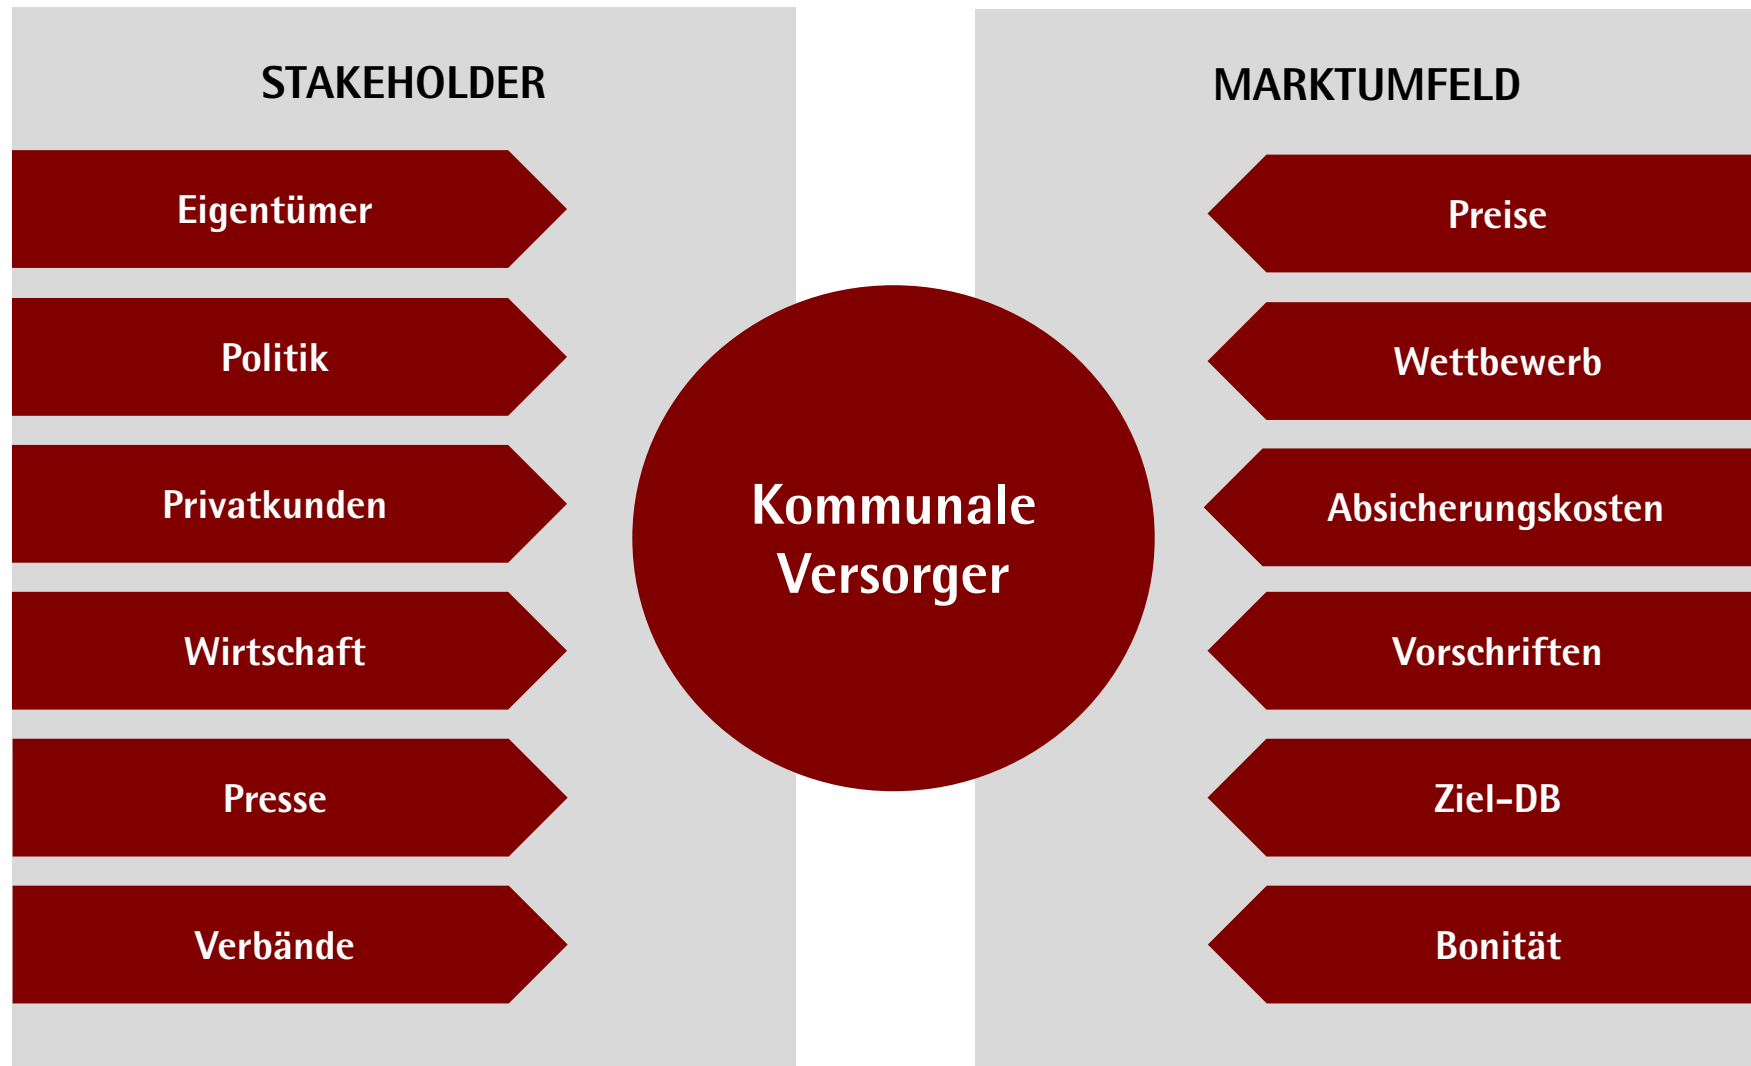 STAKEHOLDER
Eigentümer
Politik
Privatkunden
Wirtschaft
Presse
Verbände
Kommunale
Versorger
MARKTUMFELD
Preise
Wettbewerb
Absicherungskosten
Vorschriften
Ziel-DB
Bonität